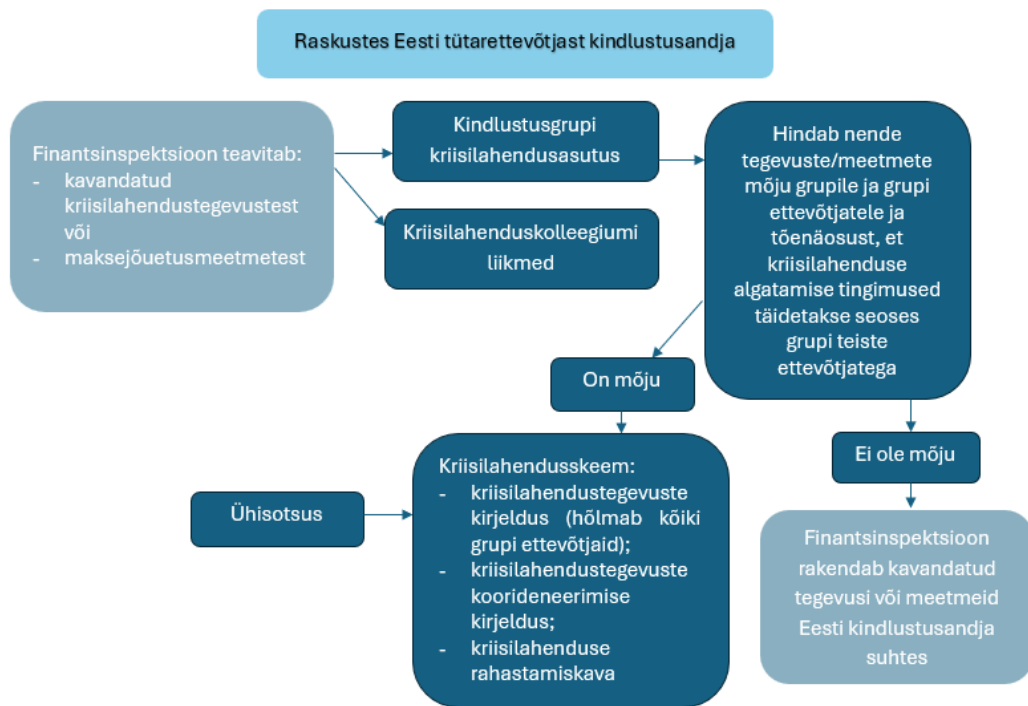 Raskustes Eesti tütarettevõtjast kindlustusandja
Finantsinspektsioon teavitab:
- kavandatud
kriisilahendustegevustest
või
- maksejõuetusmeetmetest
Kindlustusgrupi
kriisilahendusasutus
Kriisilahenduskolleegiumi
liikmed
Hindab nende
tegevuste/meetmete
mõju grupile ja grupi
ettevõtjatele ja
tõenäosust, et
kriisilahenduse
algatamise tingimused
täidetakse seoses
grupi teiste
ettevõtjatega
On mõju
Ei ole mõju
Ühisotsus
Kriisilahendusskeem:
- kriisilahendustegevuste
kirjeldus (hõlmab kõiki
grupi ettevõtjaid);
- kriisilahendustegevuste
koorideneerimise
kirjeldus;
- kriisilahenduse
rahastamiskava
Finantsinspektsioon
rakendab kavandatud
tegevusi või meetmeid
Eesti kindlustusandja
suhtes